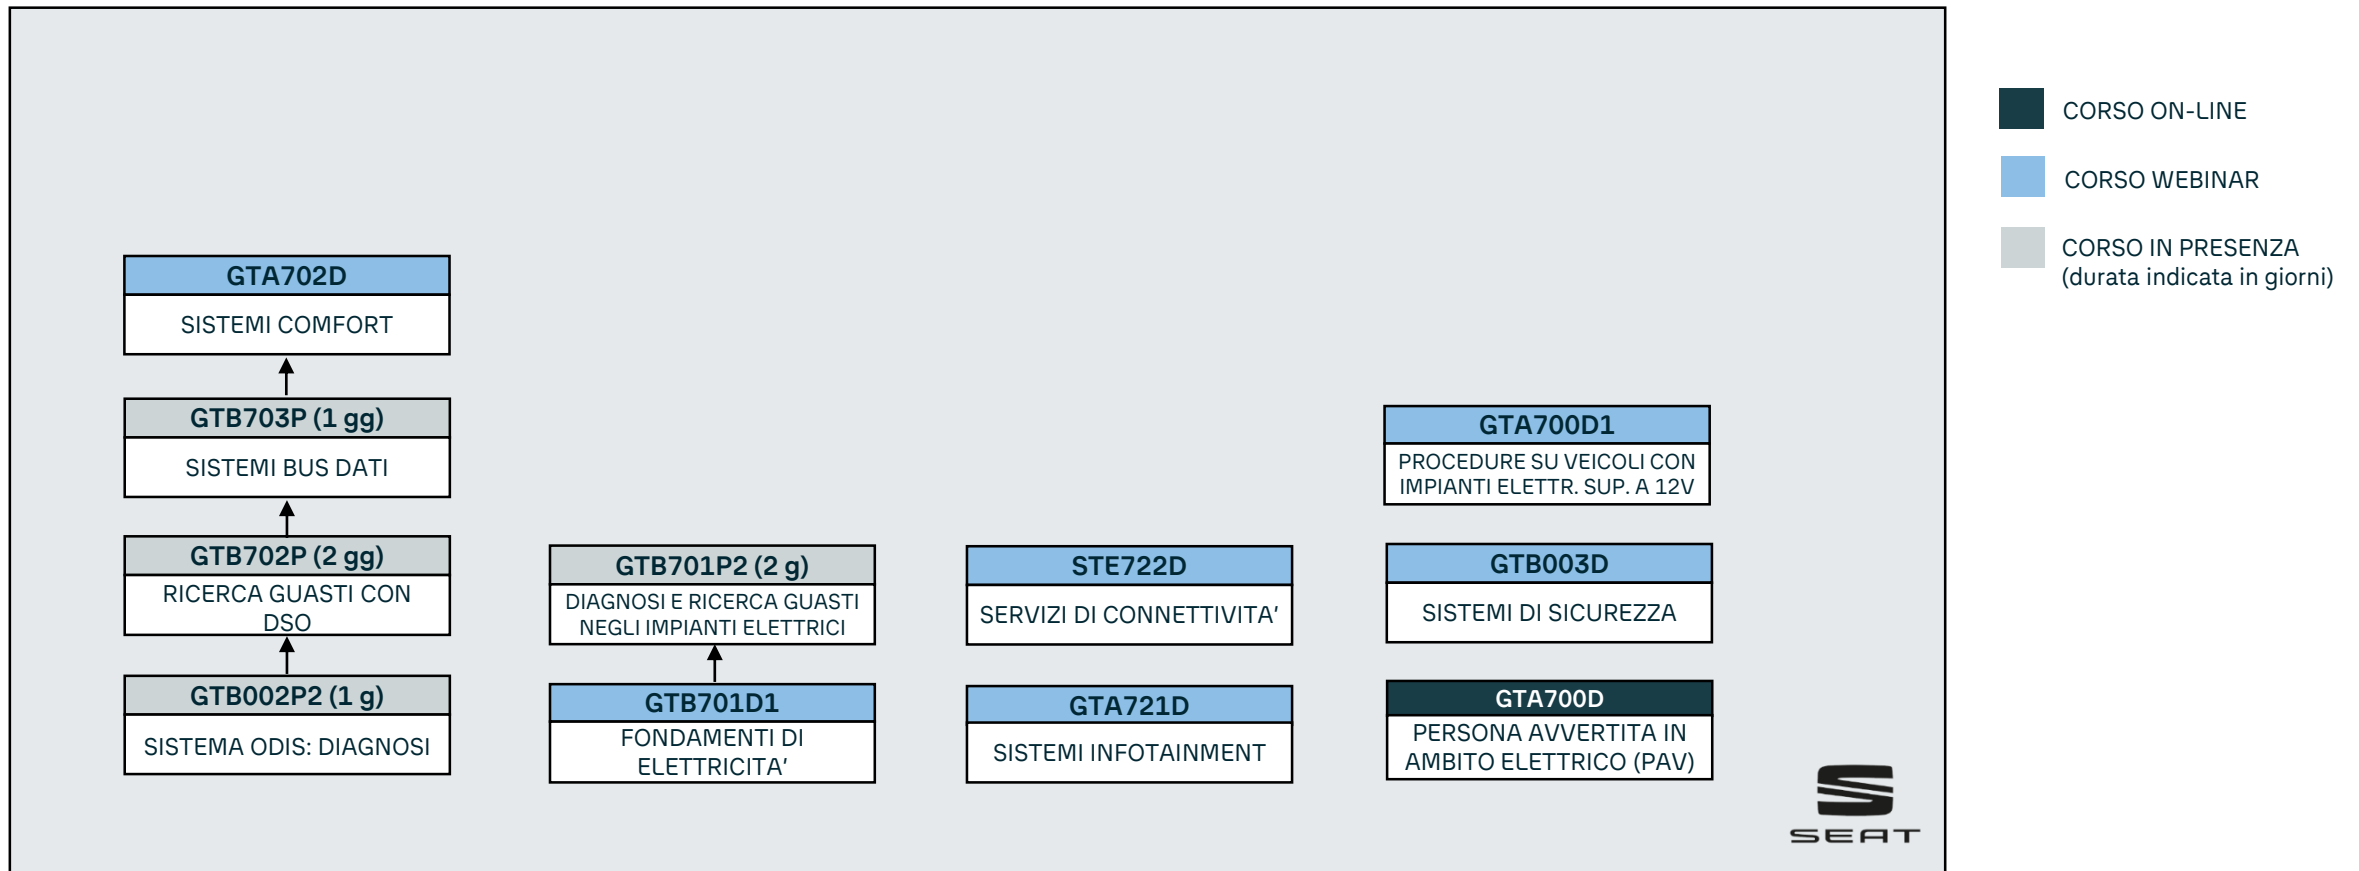 CORSO ON-LINE
CORSO WEBINAR
CORSO IN PRESENZA
(durata indicata in giorni)
GTA702D
SISTEMI COMFORT
GTB703P (1 gg)
SISTEMI BUS DATI
GTB702P (2 gg)
RICERCA GUASTI CON
DSO
GTB002P2 (1 g)
SISTEMA ODIS: DIAGNOSI
GTB701P2 (2 g)
DIAGNOSI E RICERCA GUASTI
NEGLI IMPIANTI ELETTRICI
GTB701D1
FONDAMENTI DI
ELETTRICITA'
STE722D
SERVIZI DI CONNETTIVITA'
GTA721D
SISTEMI INFOTAINMENT
GTA700D1
PROCEDURE SU VEICOLI CON
IMPIANTI ELETTR. SUP. A 12V
GTB003D
SISTEMI DI SICUREZZA
GTA700D
PERSONA AVVERTITA IN
AMBITO ELETTRICO (PAV)
SEAT